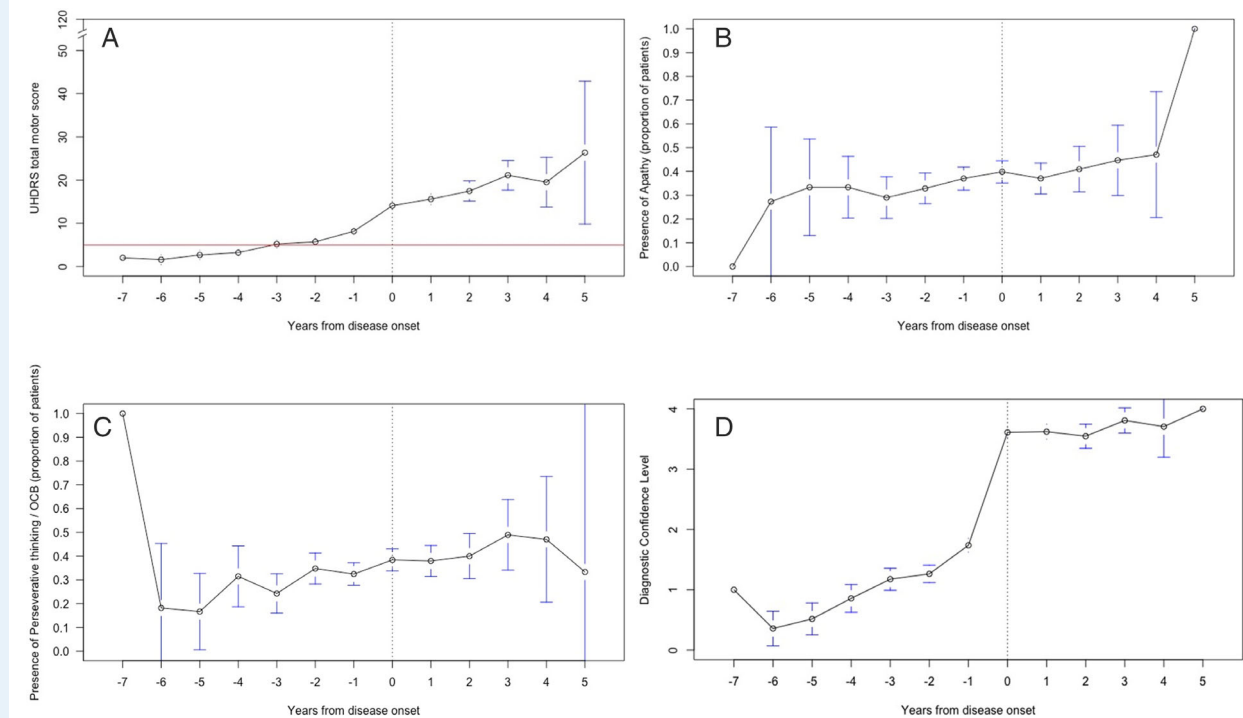 A
UHDRS total motor score
120
50
40
30
20
10
0
-7 -6 -5 -4 -3 -2 -1 0 1 2 3 4 5
Years from disease onset
B
Presence of Apathy (proportion of patients)
1.0
0.9
0.8
0.7
0.6
0.5
0.4
0.3
0.2
0.1
0.0
-7 -6 -5 -4 -3 -2 -1 0 1 2 3 4 5
Years from disease onset
C
Presence of Perseverative thinking / OCB (proportion of patients)
1.0
0.9
0.8
0.7
0.6
0.5
0.4
0.3
0.2
0.1
0.0
-7 -6 -5 -4 -3 -2 -1 0 1 2 3 4 5
Years from disease onset
D
Diagnostic Confidence Level
4
3
2
1
0
-7 -6 -5 -4 -3 -2 -1 0 1 2 3 4 5
Years from disease onset